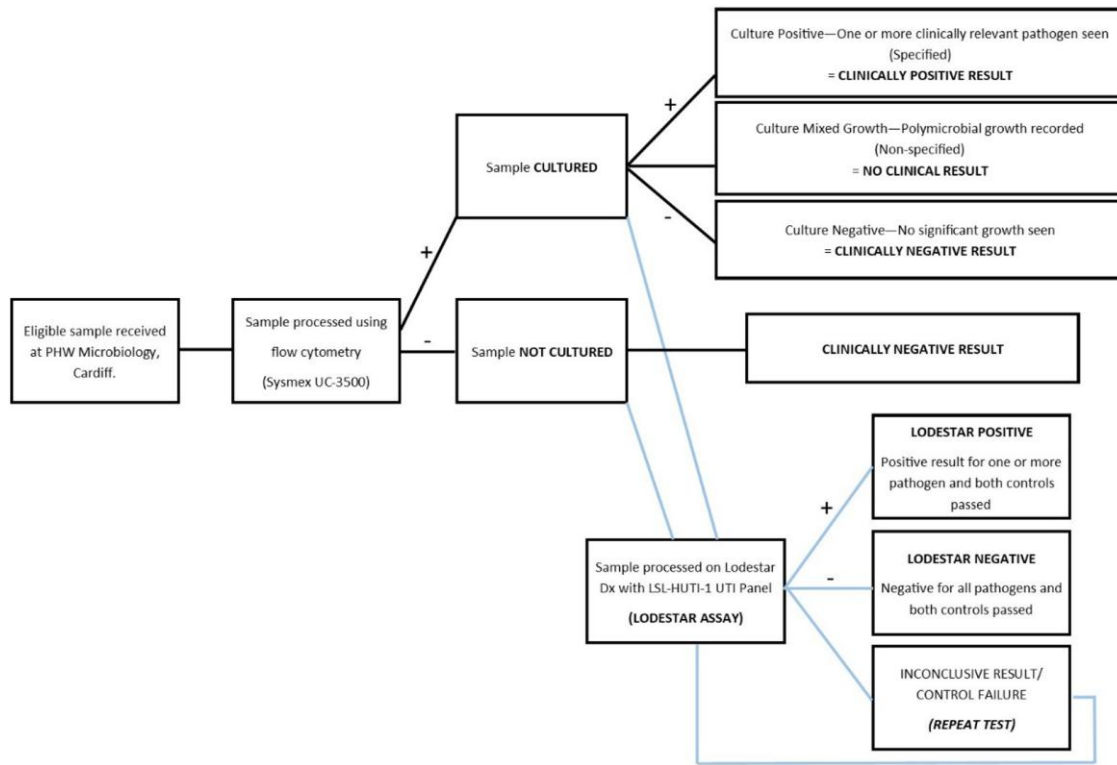 Culture Positive—One or more clinically relevant pathogen seen
(Specified)
= CLINICALLY POSITIVE RESULT
+
Culture Mixed Growth—Polymicrobial growth recorded
(Non-specified)
= NO CLINICAL RESULT
Sample CULTURED
-
Culture Negative—No significant growth seen
= CLINICALLY NEGATIVE RESULT
+
Eligible sample received
at PHW Microbiology,
Cardiff.
Sample processed using
flow cytometry
(Sysmex UC-3500)
-
Sample NOT CULTURED
CLINICALLY NEGATIVE RESULT
LODESTAR POSITIVE
Positive result for one or more
pathogen and both controls
passed
+
Sample processed on Lodestar
Dx with LSL-HUTI-1 UTI Panel
(LODESTAR ASSAY)
-
LODESTAR NEGATIVE
Negative for all pathogens and
both controls passed
INCONCLUSIVE RESULT/
CONTROL FAILURE
(REPEAT TEST)